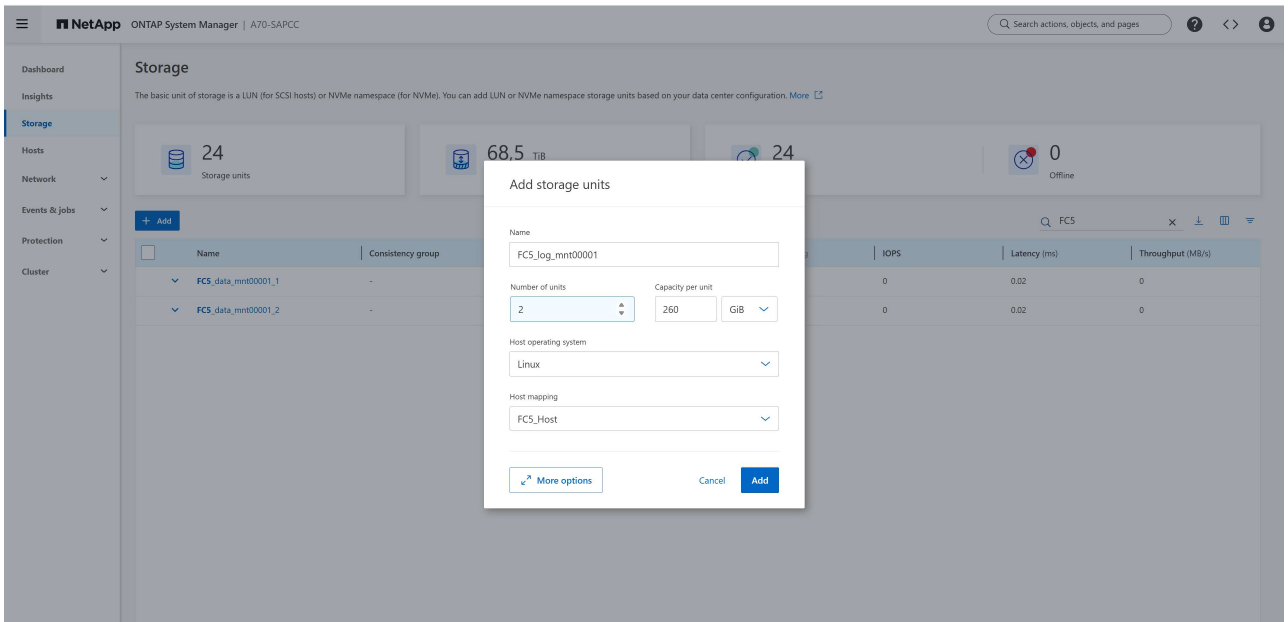 NetApp ONTAP System Manager | A70-SAPCC Search actions, objects, and pages
Dashboard
Insights
Storage
Hosts
Network
Events & jobs
Protection
Cluster
Storage
The basic unit of storage is a LUN (for SCSI hosts) or NVMe namespace (for NVMe). You can add LUN or NVMe namespace storage units based on your data center configuration. More
24
Storage units
68,5 TiB
24
0
Offline
+ Add
FC5
Name Consistency group IOPS Latency (ms) Throughput (MB/s)
FC5_data_mnt00001_1 - 0 0.02 0
FC5_data_mnt00001_2 - 0 0.02 0
Add storage units
Name
FC5_log_mnt00001
Number of units Capacity per unit
2 260 GiB
Host operating system
Linux
Host mapping
FC5_Host
More options Cancel Add